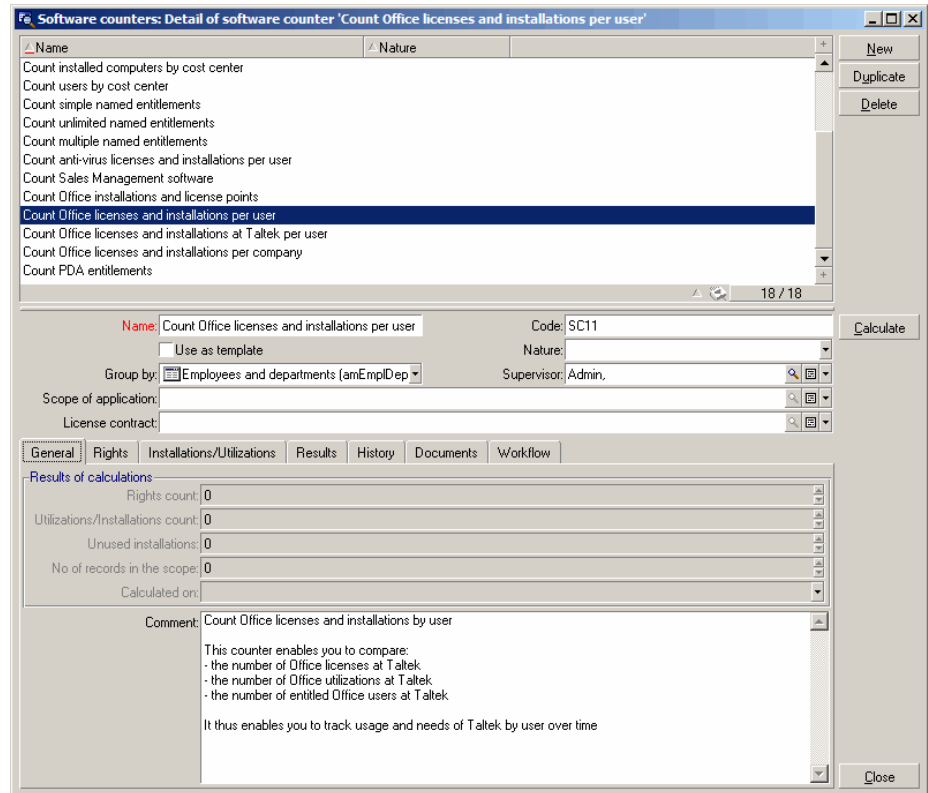 Software counters: Detail of software counter 'Count Office licenses and installations per user'
Name Nature
New
Count installed computers by cost center
Duplicate
Count users by cost center
Count simple named entitlements
Delete
Count unlimited named entitlements
Count multiple named entitlements
Count anti-virus licenses and installations per user
Count Sales Management software
Count Office installations and license points
Count Office licenses and installations per user
Count Office licenses and installations at Taltek per user
Count Office licenses and installations per company
Count PDA entitlements
18 / 18
Name: Count Office licenses and installations per user Code: SC11
Calculate
Use as template Nature:
Group by: Employees and departments (amEmplDep Supervisor: Admin,
Scope of application:
License contract:
General Rights Installations/Utilizations Results History Documents Workflow
Results of calculations
Rights count: 0
Utilizations/Installations count: 0
Unused installations: 0
No of records in the scope: 0
Calculated on:
Comment: Count Office licenses and installations by user
This counter enables you to compare:
- the number of Office licenses at Taltek
- the number of Office utilizations at Taltek
- the number of entitled Office users at Taltek
It thus enables you to track usage and needs of Taltek by user over time
Close